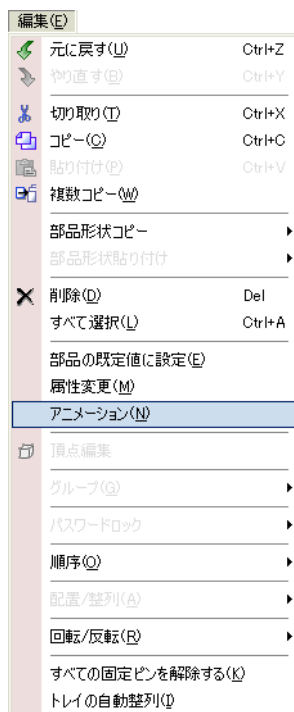 編集(E)
元に戻す(U) Ctrl+Z
やり直す(B) Ctrl+Y
切り取り(T) Ctrl+X
コピー(C) Ctrl+C
貼り付け(P) Ctrl+V
複数コピー(W)
部品形状コピー
部品形状貼り付け
削除(D) Del
すべて選択(L) Ctrl+A
部品の既定値に設定(E)
属性変更(M)
アニメーション(N)
頂点編集
グループ(G)
パスワードロック
順序(O)
配置/整列(A)
回転/反転(R)
すべての固定ピンを解除する(K)
トレイの自動整列(I)